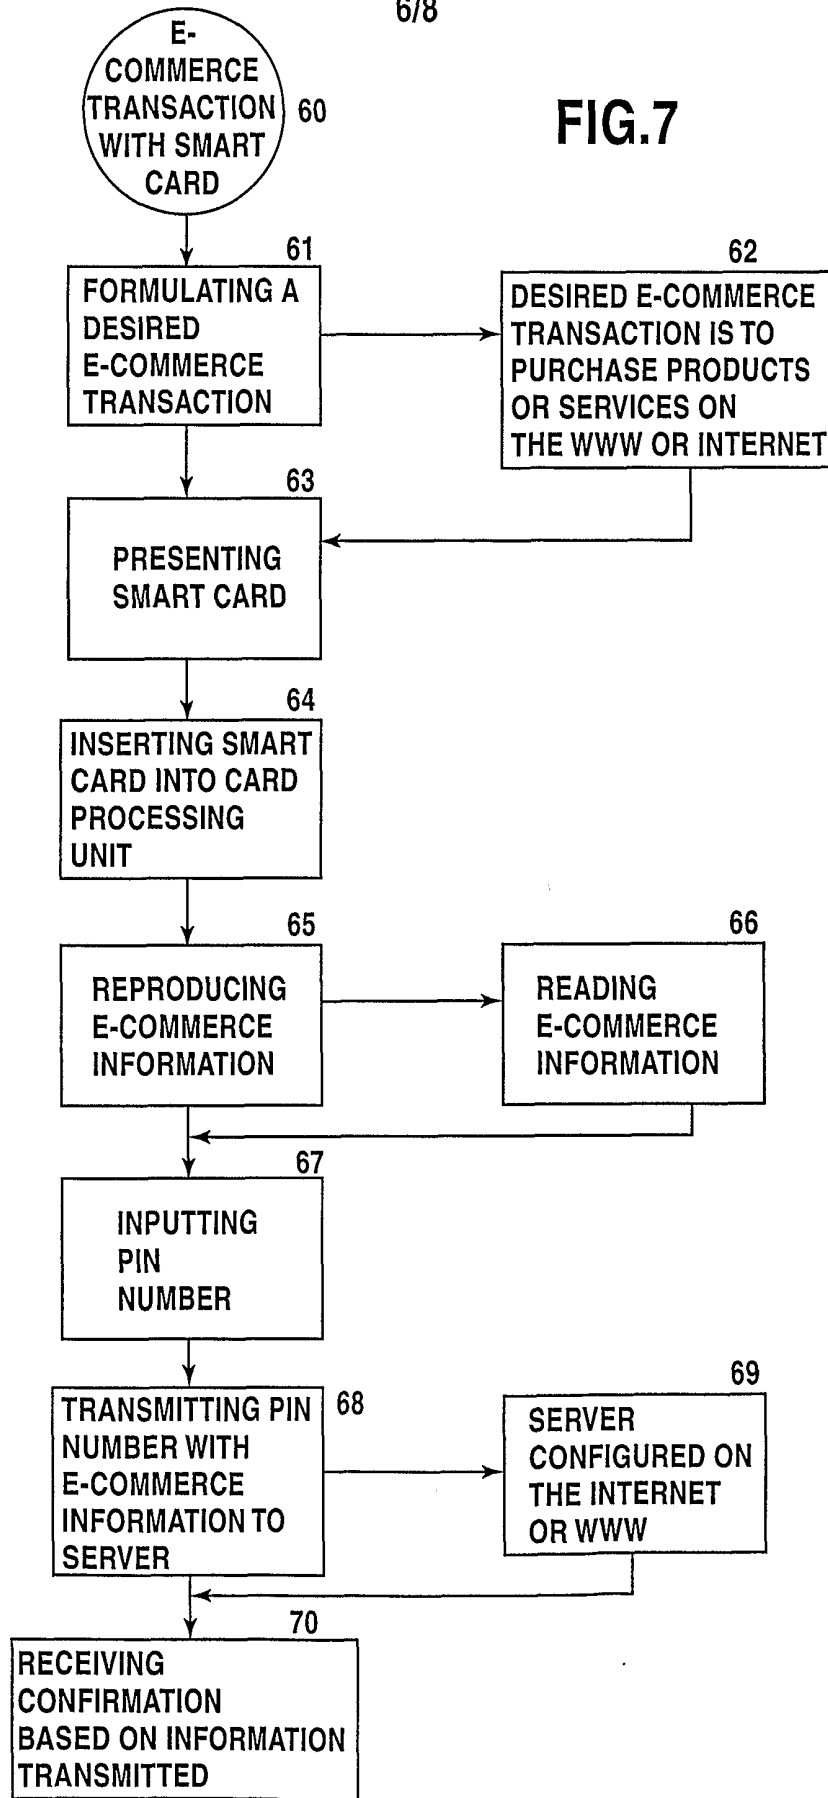 6/8
E-
COMMERCE
TRANSACTION
WITH SMART
CARD
60
FIG.7
61
FORMULATING A
DESIRED
E-COMMERCE
TRANSACTION
62
DESIRED E-COMMERCE
TRANSACTION IS TO
PURCHASE PRODUCTS
OR SERVICES ON
THE WWW OR INTERNET
63
PRESENTING
SMART CARD
64
INSERTING SMART
CARD INTO CARD
PROCESSING
UNIT
65
REPRODUCING
E-COMMERCE
INFORMATION
66
READING
E-COMMERCE
INFORMATION
67
INPUTTING
PIN
NUMBER
68
TRANSMITTING PIN
NUMBER WITH
E-COMMERCE
INFORMATION TO
SERVER
69
SERVER
CONFIGURED ON
THE INTERNET
OR WWW
70
RECEIVING
CONFIRMATION
BASED ON INFORMATION
TRANSMITTED